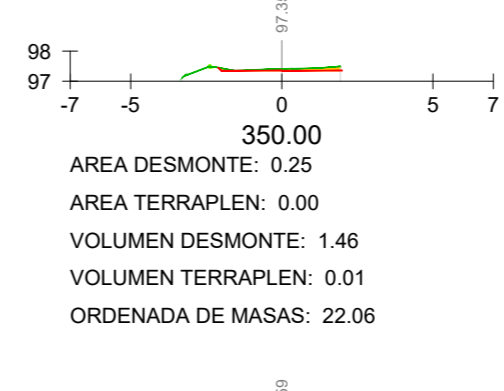 98
97
-7 -5 0 5 7
350.00
AREA DESMONTE: 0.25
AREA TERRAPLEN: 0.00
VOLUMEN DESMONTE: 1.46
VOLUMEN TERRAPLEN: 0.01
ORDENADA DE MASAS: 22.06